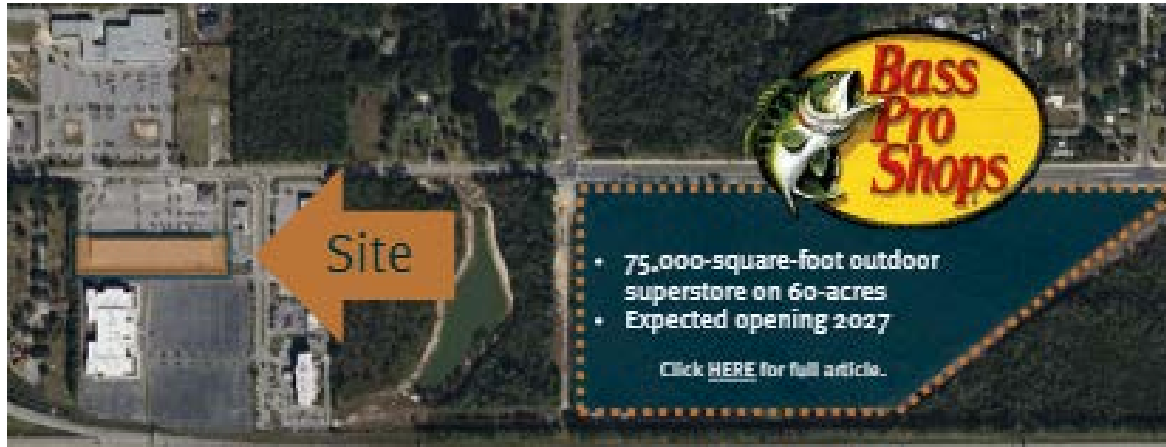 Bass
Pro
Shops
Site
• 75,000-square-foot outdoor
superstore on 60-acres
• Expected opening 2027
Click HERE for full article.